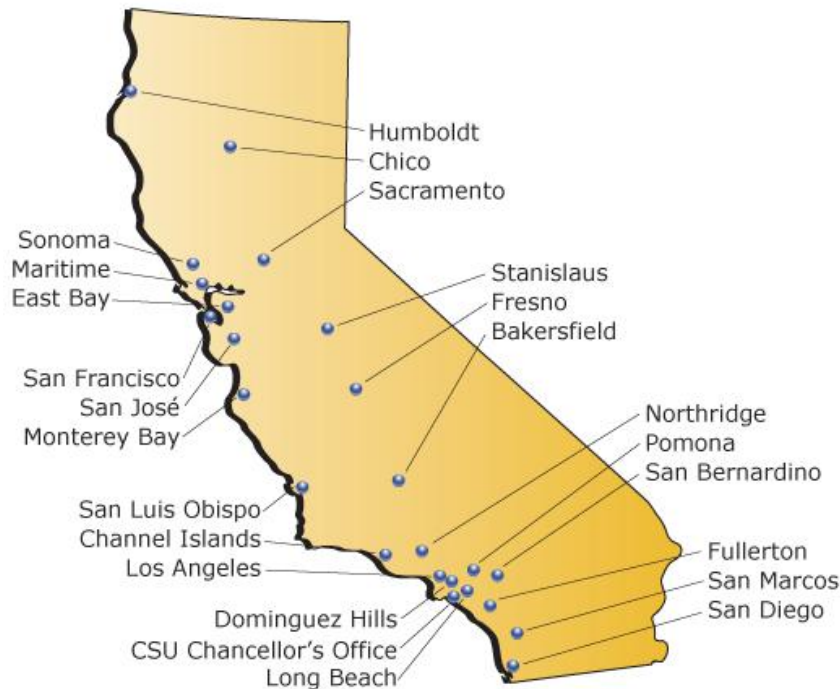 Humboldt
Chico
Sacramento
Sonoma
Maritime
East Bay
Stanislaus
Fresno
Bakersfield
San Francisco
San José
Monterey Bay
Northridge
Pomona
San Bernardino
San Luis Obispo
Channel Islands
Los Angeles
Fullerton
San Marcos
San Diego
Dominguez Hills
CSU Chancellor's Office
Long Beach